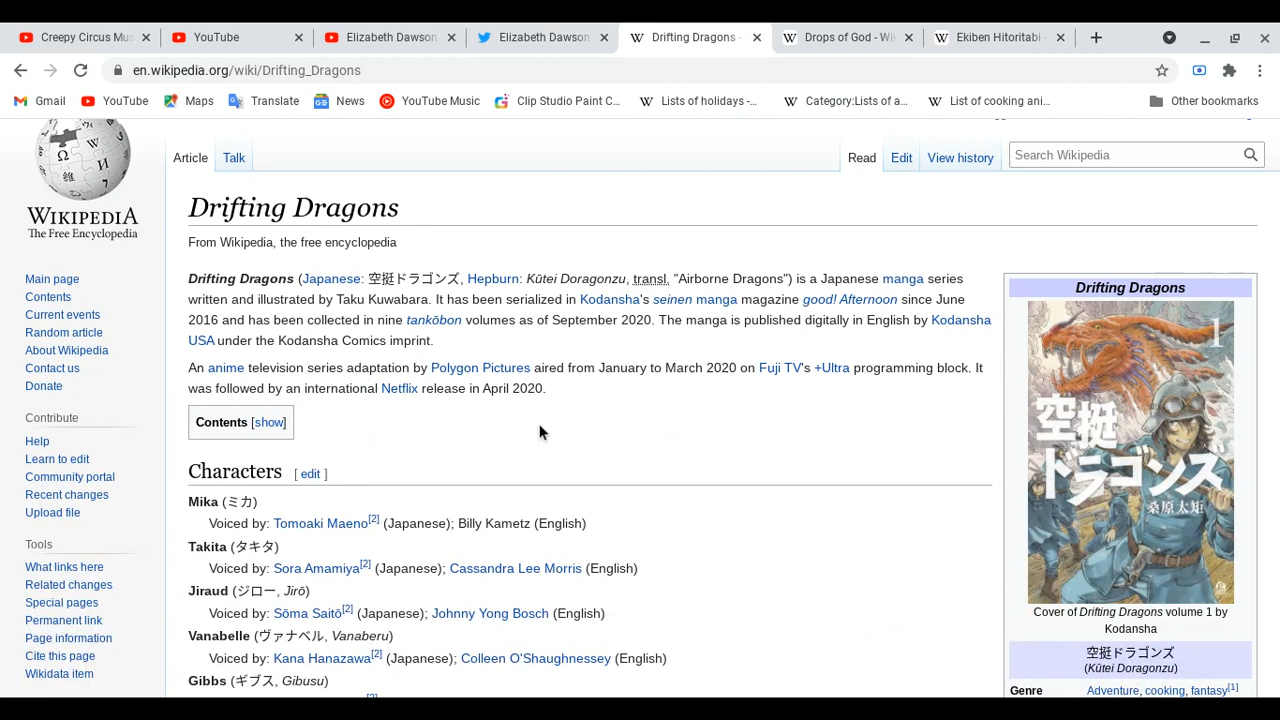 Creepy Circus Mus
YouTube
Elizabeth Dawson
Elizabeth Dawson
Drifting Dragons -
Drops of God - Wik
Ekiben Hitoritabi -
en.wikipedia.org/wiki/Drifting_Dragons
Gmail
YouTube
Maps
Translate
News
YouTube Music
Clip Studio Paint C...
Lists of holidays -...
Category:Lists of a...
List of cooking ani...
Other bookmarks
WIKIPEDIA
The Free Encyclopedia
Article
Talk
Read
Edit
View history
Search Wikipedia
Main page
Contents
Current events
Random article
About Wikipedia
Contact us
Donate
Contribute
Help
Learn to edit
Community portal
Recent changes
Upload file
Tools
What links here
Related changes
Special pages
Permanent link
Page information
Cite this page
Wikidata item
Drifting Dragons
From Wikipedia, the free encyclopedia
Drifting Dragons (Japanese: 空挺ドラゴンズ, Hepburn: Kūtei Doragonzu, transl. "Airborne Dragons") is a Japanese manga series
written and illustrated by Taku Kuwabara. It has been serialized in Kodansha's seinen manga magazine good! Afternoon since June
2016 and has been collected in nine tankōbon volumes as of September 2020. The manga is published digitally in English by Kodansha
USA under the Kodansha Comics imprint.
An anime television series adaptation by Polygon Pictures aired from January to March 2020 on Fuji TV's +Ultra programming block. It
was followed by an international Netflix release in April 2020.
Contents [show]
Characters [ edit ]
Mika (ミカ)
Voiced by: Tomoaki Maeno[2] (Japanese); Billy Kametz (English)
Takita (タキタ)
Voiced by: Sora Amamiya[2] (Japanese); Cassandra Lee Morris (English)
Jiraud (ジロー, Jirō)
Voiced by: Sōma Saitō[2] (Japanese); Johnny Yong Bosch (English)
Vanabelle (ヴァナベル, Vanaberu)
Voiced by: Kana Hanazawa[2] (Japanese); Colleen O'Shaughnessey (English)
Gibbs (ギブス, Gibusu)
Drifting Dragons
1
空挺
ドラゴンズ
桑原太矩
Cover of Drifting Dragons volume 1 by
Kodansha
空挺ドラゴンズ
(Kūtei Doragonzu)
Genre Adventure, cooking, fantasy[1]